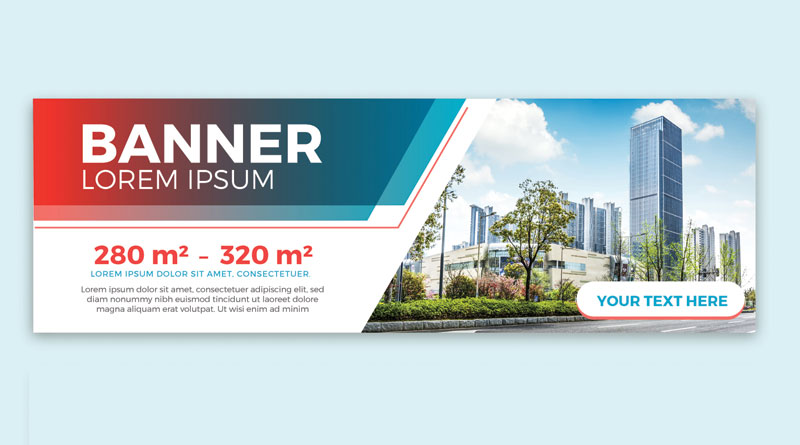 BANNER
LOREM IPSUM
280 m² – 320 m²
LOREM IPSUM DOLOR SIT AMET, CONSECTETUER.
Lorem ipsum dolor sit amet, consectetuer adipiscing elit,
sed diam nonummy nibh euismod tincidunt ut laoreet
dolore magna aliquam erat volutpat. Ut wisi
enim ad minim
YOUR TEXT HERE